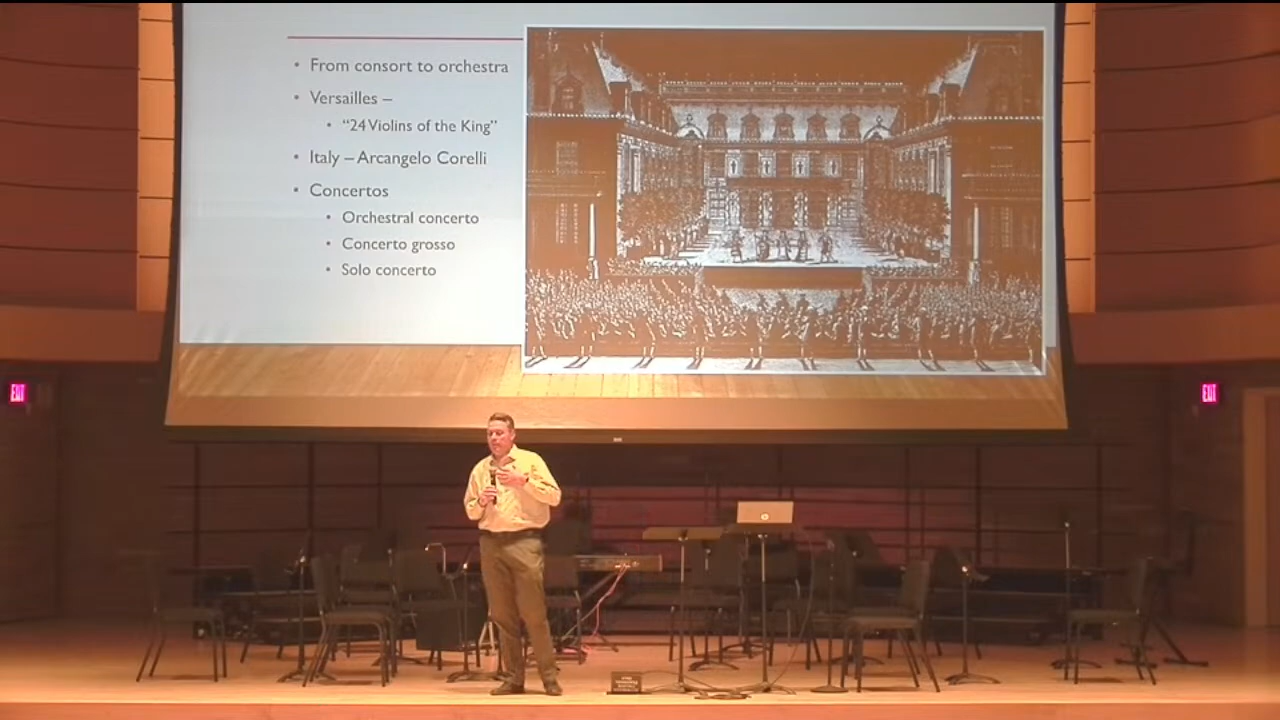 • From consort to orchestra
• Versailles –
• “24 Violins of the King”
• Italy – Arcangelo Corelli
• Concertos
• Orchestral concerto
• Concerto grosso
• Solo concerto
EXIT
EXIT